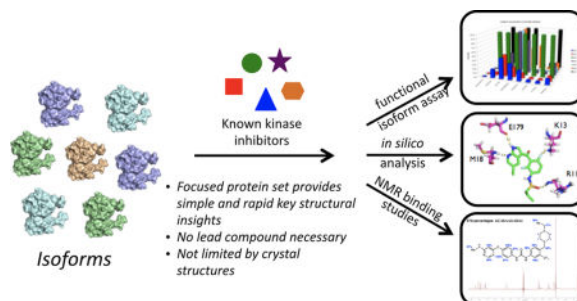 Isoforms
Known kinase
inhibitors
• Focused protein set provides
simple and rapid key structural
insights
• No lead compound necessary
• Not limited by crystal
structures
functional
isoform assay
in silico
analysis
NMR binding
studies
E179
K13
M18